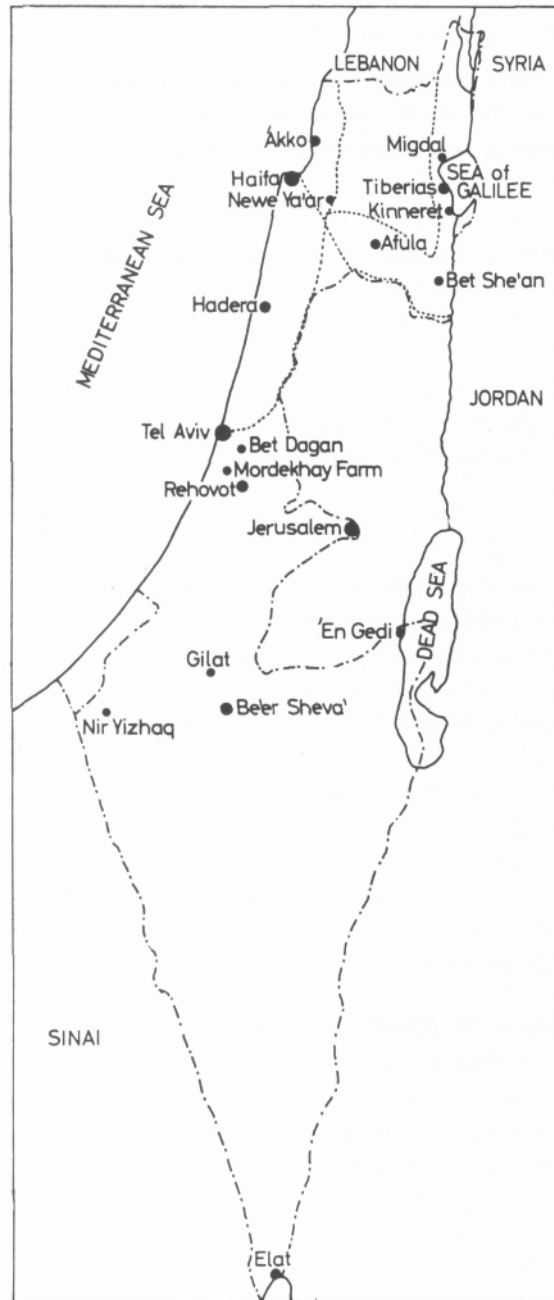 LEBANON
SYRIA
'Akko
Migdal
Haifa
SEA of
GALILEE
Tiberias
Newe Ya'ar
Kinneret
Afula
Bet She'an
Hadera
MEDITERRANEAN SEA
JORDAN
Tel Aviv
Bet Dagan
Mordekhay Farm
Rehovot
Jerusalem
'En Gedi
DEAD SEA
Gilat
Be'er Sheva'
Nir Yizhaq
SINAI
Elat